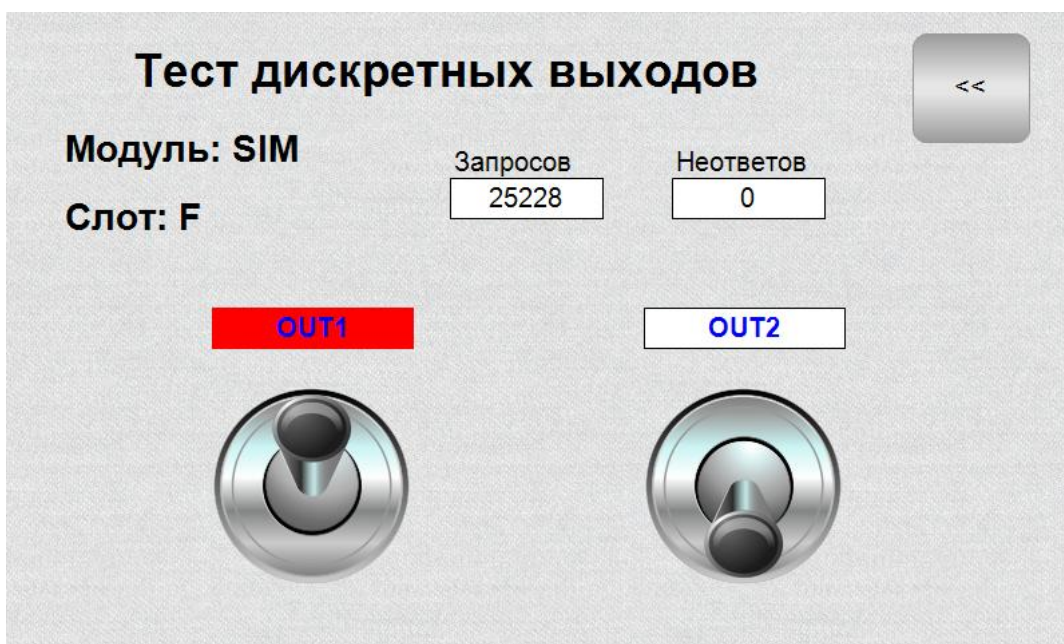 Тест дискретных выходов
<<
Модуль: SIM
Запросов
Неответов
25228
0
Слот: F
OUT1
OUT2